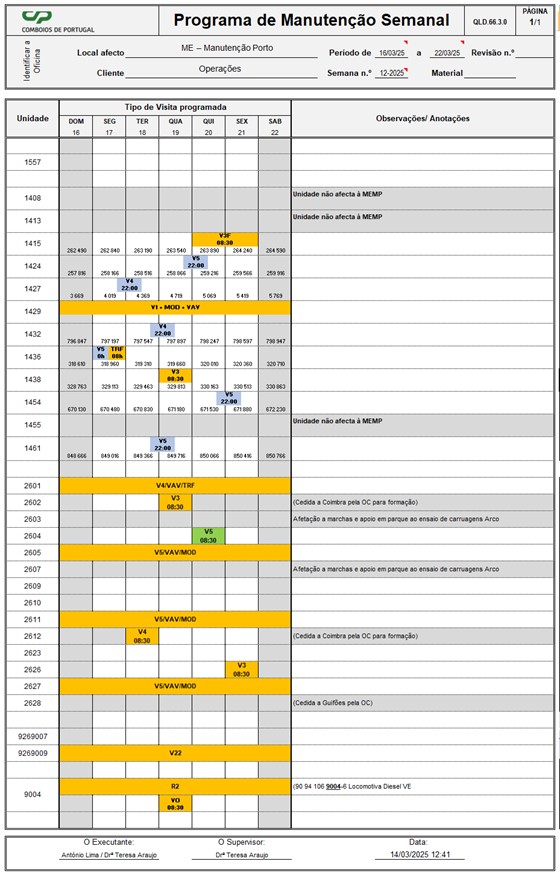 CP
COMBOIOS DE PORTUGAL
Programa de Manutenção Semanal
QLD.66.3.0
PÁGINA
1/1
Identificar a Oficina
Local afecto ME – Manutenção Porto Periodo de 16/03/25 a 22/03/25 Revisão n.º
Cliente Operações Semana n.º 12-2025 Material
Unidade Tipo de Visita programada Observações/ Anotações
DOM SEG TER QUA QUI SEX SAB
16 17 18 19 20 21 22
1557
1408 Unidade não afecta à MEMP
1413 Unidade não afecta à MEMP
1415 V3F
08:30
262 490 262 840 263 190 263 540 263 890 264 240 264 590
1424 V5
22:00
257 816 258 166 258 516 258 866 259 216 259 566 259 916
1427 V4
22:00
3 669 4 019 4 369 4 719 5 069 5 419 5 769
1429 VI + MOD + VAV
1432 V4
22:00
796 847 797 197 797 547 797 897 798 247 798 597 798 947
1436 V5 TRF
0h 08h
318 610 318 960 319 310 319 660 320 010 320 360 320 710
1438 V3
08:30
328 763 329 113 329 463 329 813 330 163 330 513 330 863
1454 V5
22:00
670 130 670 480 670 830 671 180 671 530 671 880 672 230
1455 Unidade não afecta à MEMP
1461 V5
22:00
848 666 849 016 849 366 849 716 850 066 850 416 850 766
2601 V4/VAV/TRF
2602 V3
08:30 (Cedida a Coimbra pela OC para formação)
2603 Afetação a marchas e apoio em parque ao ensaio de carruagens Arco
2604 V5
08:30
2605 V5/VAV/MOD
2607 Afetação a marchas e apoio em parque ao ensaio de carruagens Arco
2609
2610
2611 V5/VAV/MOD
2612 V4
08:30 (Cedida a Coimbra pela OC para formação)
2623
2626 V3
08:30
2627 V5/VAV/MOD
2628 (Cedida a Guifões pela OC)
9269007
9269009 V22
9004 R2 (90 94 106 9004-6 Locomotiva Diesel VE
VO
08:30
O Executante: O Supervisor: Data:
António Lima / Drª Teresa Araujo Drª Teresa Araujo 14/03/2025 12:41